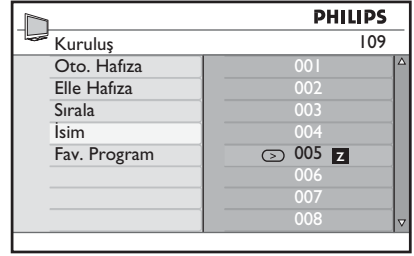 PHILIPS
Kuruluş 109
Oto. Hafıza 001
Elle Hafıza 002
Sırala 003
İsim 004
Fav. Program > 005 Z
006
007
008